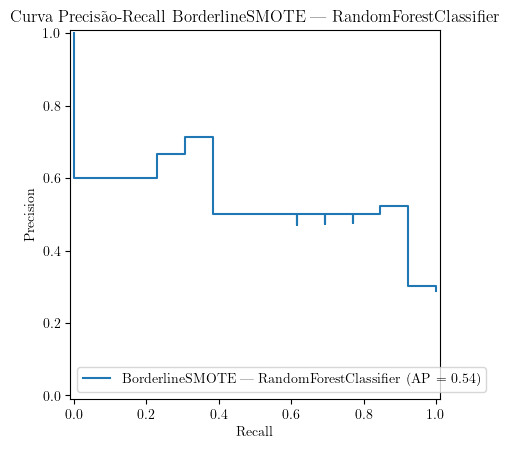 Curva Precisão-Recall BorderlineSMOTE — RandomForestClassifier
1.0
0.8
0.6
0.4
0.2
0.0
Precision
BorderlineSMOTE — RandomForestClassifier (AP = 0.54)
0.0 0.2 0.4 0.6 0.8 1.0
Recall